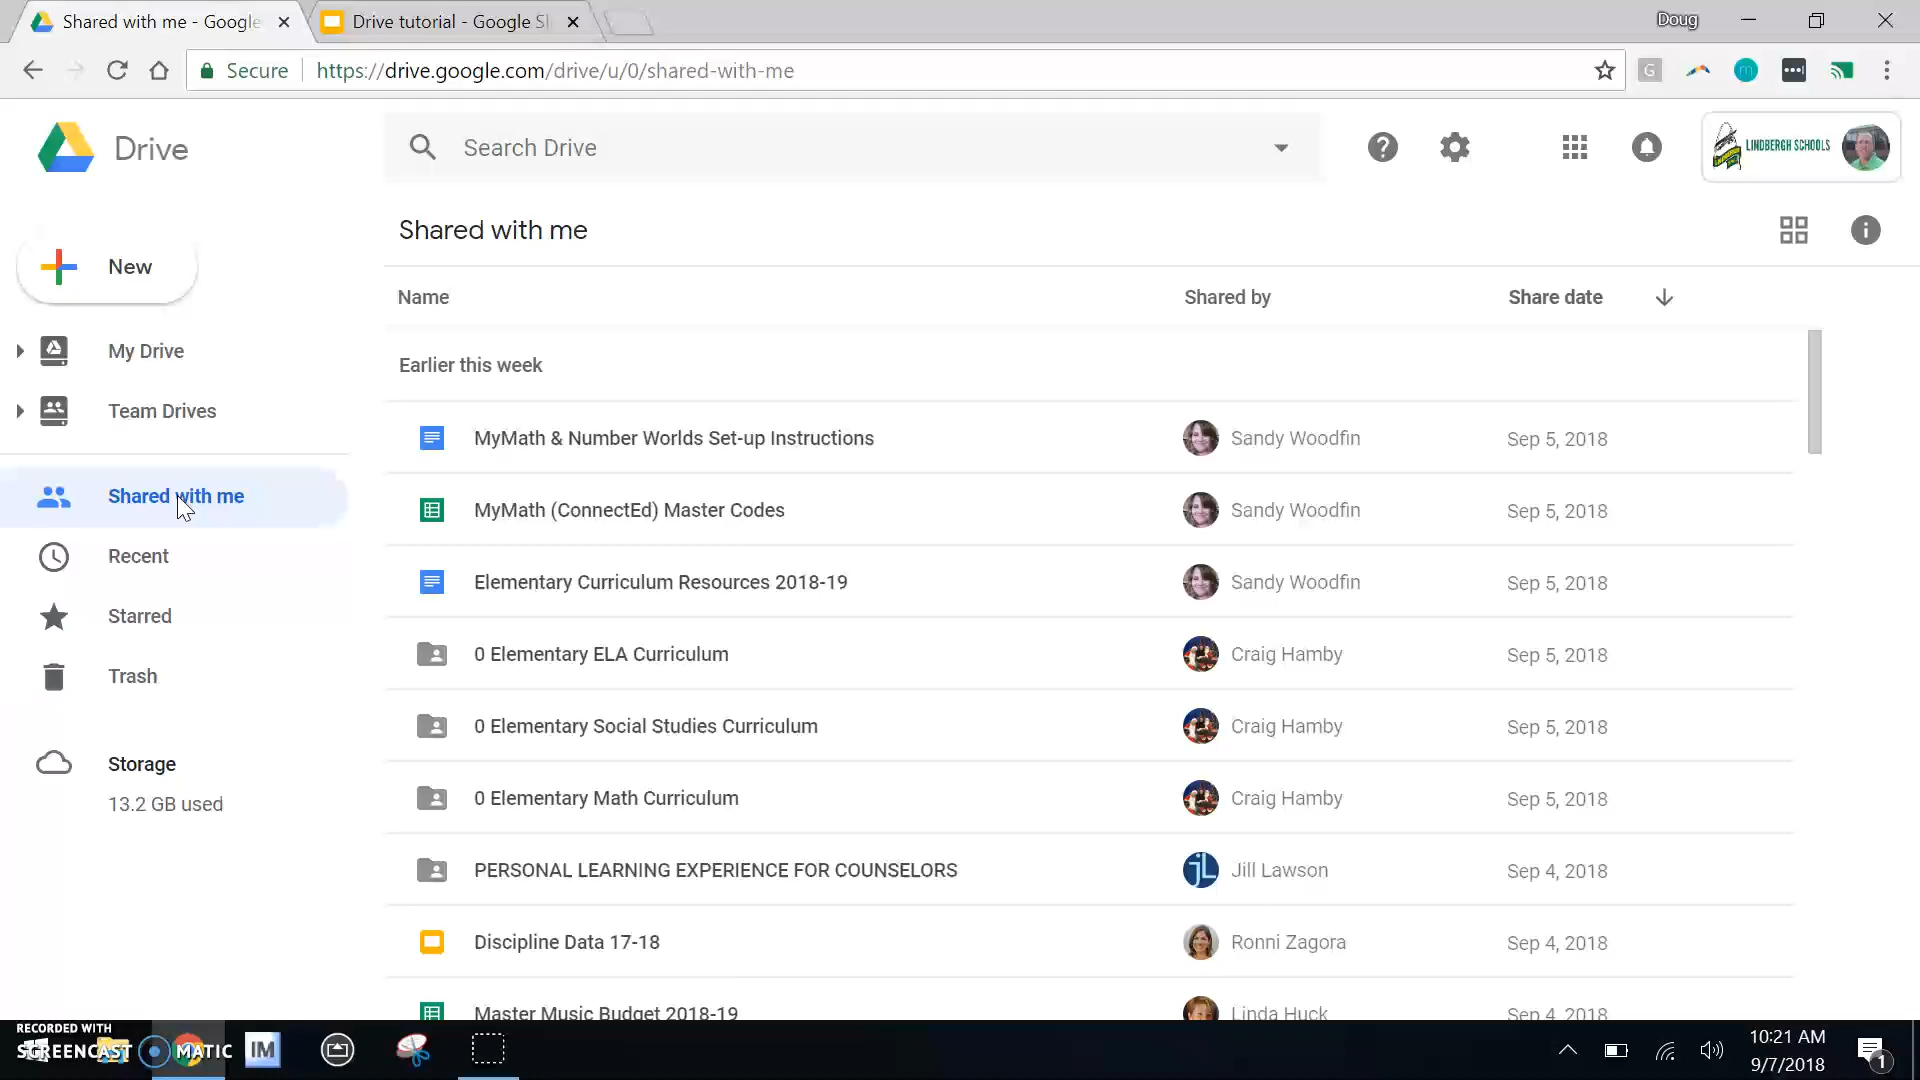 Shared with me - Google
Drive tutorial - Google Sl
Doug
Secure
https://drive.google.com/drive/u/0/shared-with-me
G
m
Drive
Search Drive
LINDBERGH SCHOOLS
New
Shared with me
Name
Shared by
Share date
My Drive
Earlier this week
Team Drives
MyMath & Number Worlds Set-up Instructions
Sandy Woodfin
Sep 5, 2018
Shared with me
MyMath (ConnectEd) Master Codes
Sandy Woodfin
Sep 5, 2018
Recent
Elementary Curriculum Resources 2018-19
Sandy Woodfin
Sep 5, 2018
Starred
0 Elementary ELA Curriculum
Craig Hamby
Sep 5, 2018
Trash
0 Elementary Social Studies Curriculum
Craig Hamby
Sep 5, 2018
Storage
13.2 GB used
0 Elementary Math Curriculum
Craig Hamby
Sep 5, 2018
PERSONAL LEARNING EXPERIENCE FOR COUNSELORS
jL
Jill Lawson
Sep 4, 2018
Discipline Data 17-18
Ronni Zagora
Sep 4, 2018
Master Music Budget 2018-19
Linda Huck
Sep 4, 2018
RECORDED WITH
SCREENCAST MATIC
IM
10:21 AM
9/7/2018
1